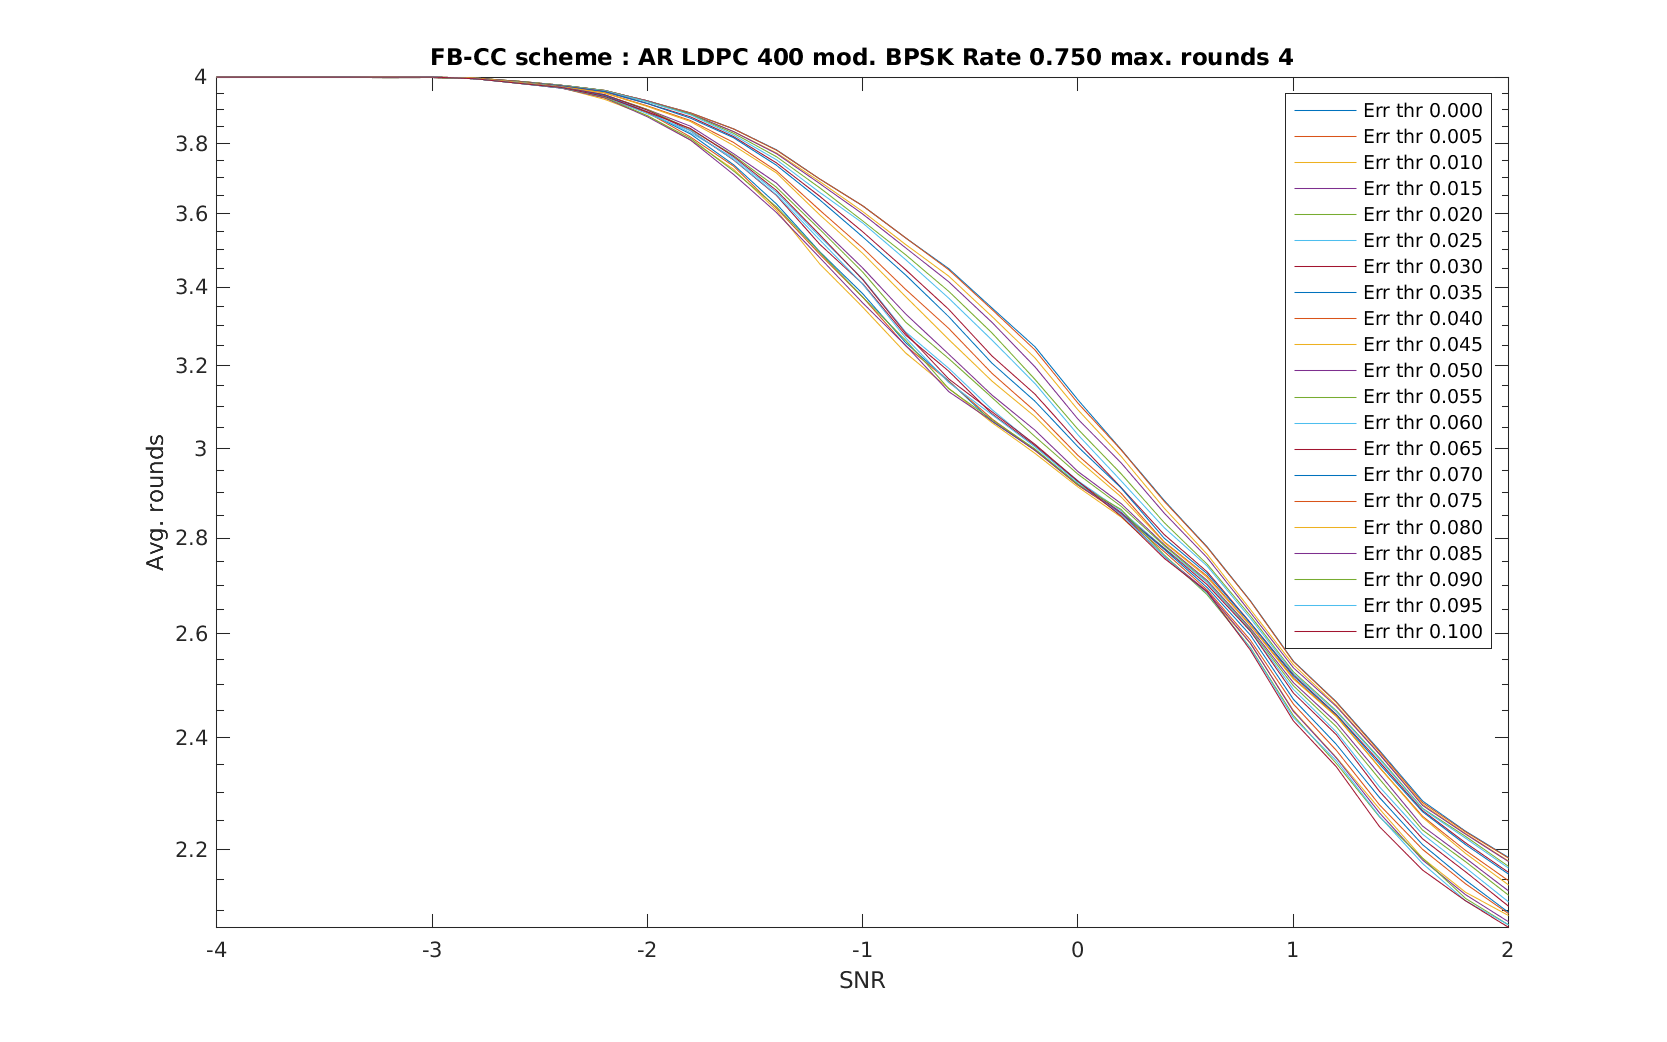 FB-CC scheme : AR LDPC 400 mod. BPSK Rate 0.750 max. rounds 4
Avg. rounds
4
3.8
3.6
3.4
3.2
3
2.8
2.6
2.4
2.2
Err thr 0.000
Err thr 0.005
Err thr 0.010
Err thr 0.015
Err thr 0.020
Err thr 0.025
Err thr 0.030
Err thr 0.035
Err thr 0.040
Err thr 0.045
Err thr 0.050
Err thr 0.055
Err thr 0.060
Err thr 0.065
Err thr 0.070
Err thr 0.075
Err thr 0.080
Err thr 0.085
Err thr 0.090
Err thr 0.095
Err thr 0.100
-4 -3 -2 -1 0 1 2
SNR